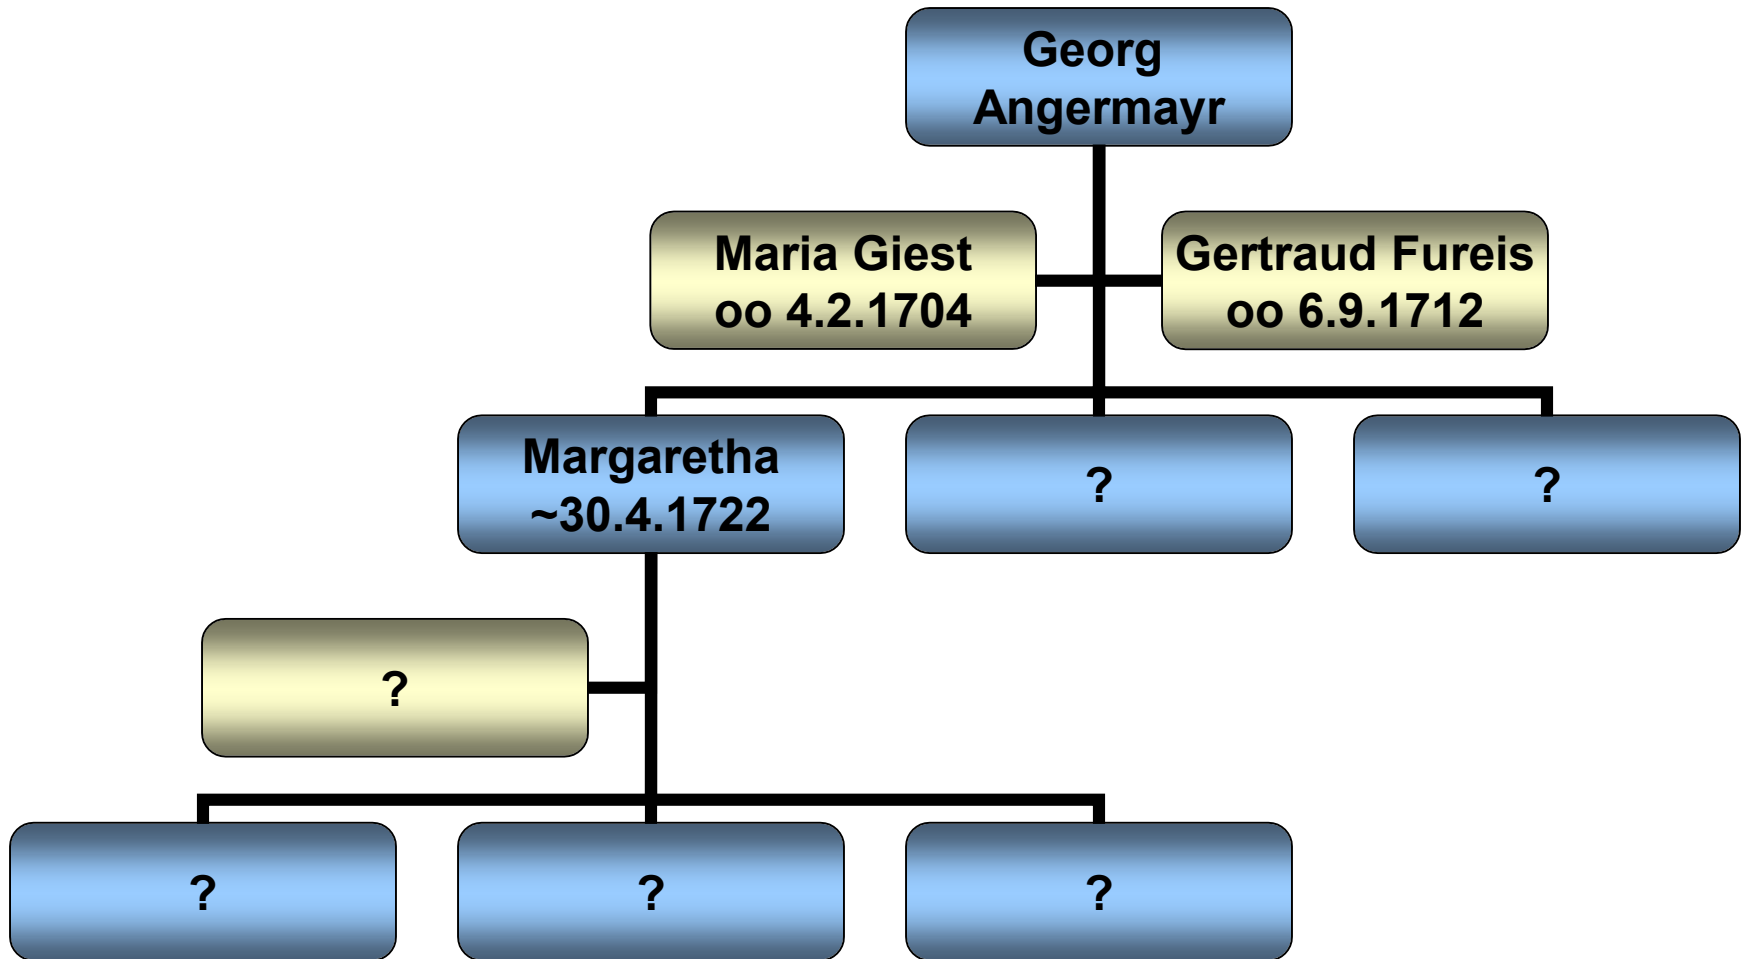 Georg
Angermayr
Maria Giest
oo 4.2.1704
Gertraud Fureis
oo 6.9.1712
Margaretha
~30.4.1722
?
?
?
?
?
?